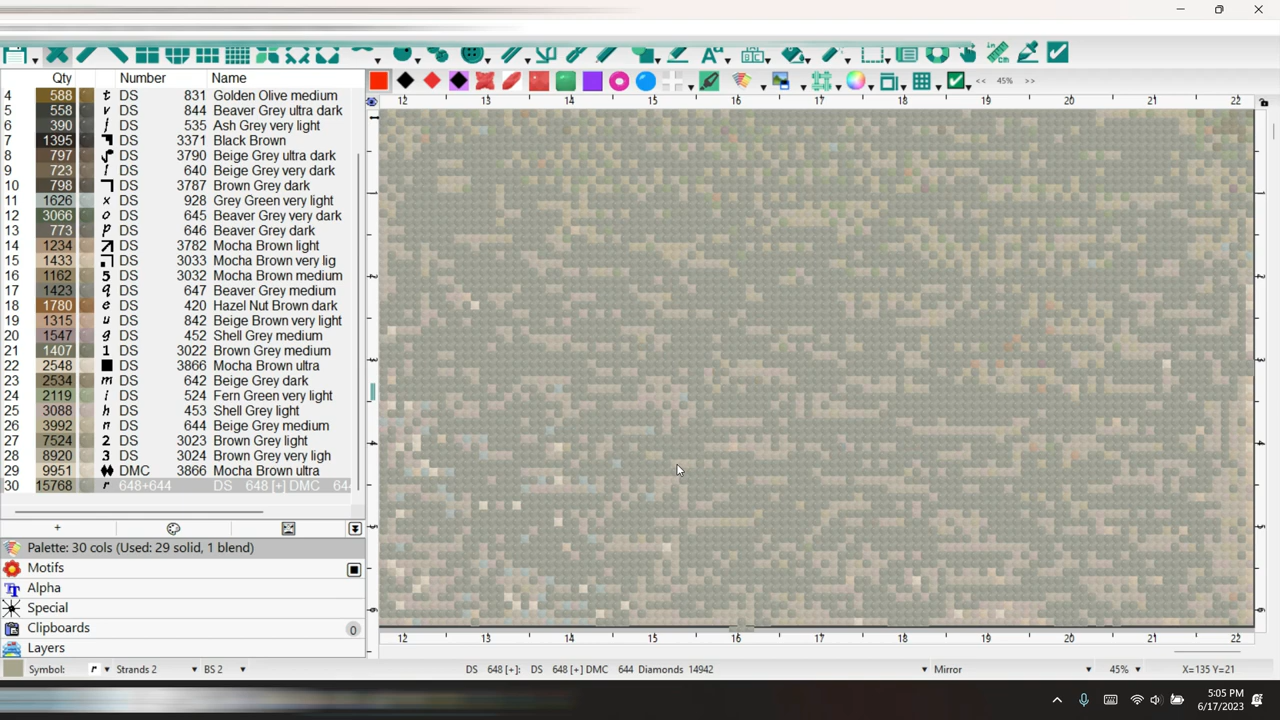 45%
Qty Number Name
12 13 14 15 16 17 18 19 20 21 22
4 588 t DS 831 Golden Olive medium
5 558 v DS 844 Beaver Grey ultra dark
6 390 j DS 535 Ash Grey very light
7 1395 DS 3371 Black Brown
8 797 DS 3790 Beige Grey ultra dark
9 723 l DS 640 Beige Grey very dark
10 798 DS 3787 Brown Grey dark
11 1626 x DS 928 Grey Green very light
12 3066 o DS 645 Beaver Grey very dark
13 773 p DS 646 Beaver Grey dark
14 1234 DS 3782 Mocha Brown light
15 1433 DS 3033 Mocha Brown very lig
16 1162 5 DS 3032 Mocha Brown medium
17 1423 q DS 647 Beaver Grey medium
18 1780 e DS 420 Hazel Nut Brown dark
19 1315 u DS 842 Beige Brown very light
20 1547 g DS 452 Shell Grey medium
21 1407 1 DS 3022 Brown Grey medium
22 2548 DS 3866 Mocha Brown ultra
23 2534 m DS 642 Beige Grey dark
24 2119 i DS 524 Fern Green very light
25 3088 h DS 453 Shell Grey light
26 3992 n DS 644 Beige Grey medium
27 7524 2 DS 3023 Brown Grey light
28 8920 3 DS 3024 Brown Grey very ligh
29 9951 DMC 3866 Mocha Brown ultra
30 15768 r 648+644 DS 648 [+] DMC 644
Palette: 30 cols (Used: 29 solid, 1 blend)
Motifs
Alpha
Special
Clipboards 0
Layers
12 13 14 15 16 17 18 19 20 21 22
Symbol: r Strands 2 BS 2 DS 648 [+]: DS 648 [+] DMC 644 Diamonds 14942 Mirror 45% X=135 Y=21
5:05 PM
6/17/2023